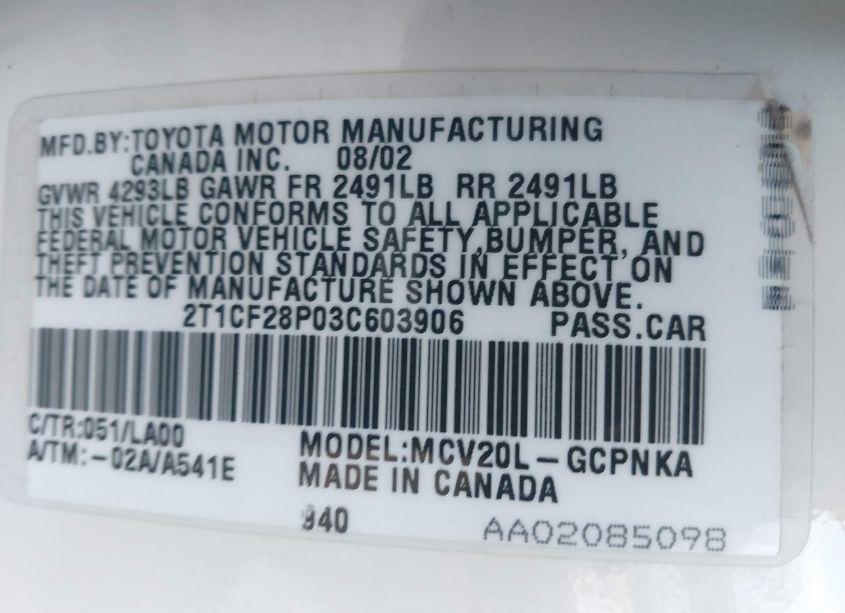 MFD.BY:TOYOTA MOTOR MANUFACTURING
CANADA INC. 08/02
GVWR 4293LB GAWR FR 2491LB RR 2491LB
THIS VEHICLE CONFORMS TO ALL APPLICABLE
FEDERAL MOTOR VEHICLE SAFETY,BUMPER, AND
THEFT PREVENTION STANDARDS IN EFFECT ON
THE DATE OF MANUFACTURE SHOWN ABOVE.
2T1CF28P03C603906 PASS.CAR
C/TR:051/LA00
A/TM:-02A/A541E
MODEL:MCV20L-GCPNKA
MADE IN CANADA
940
AA02085098